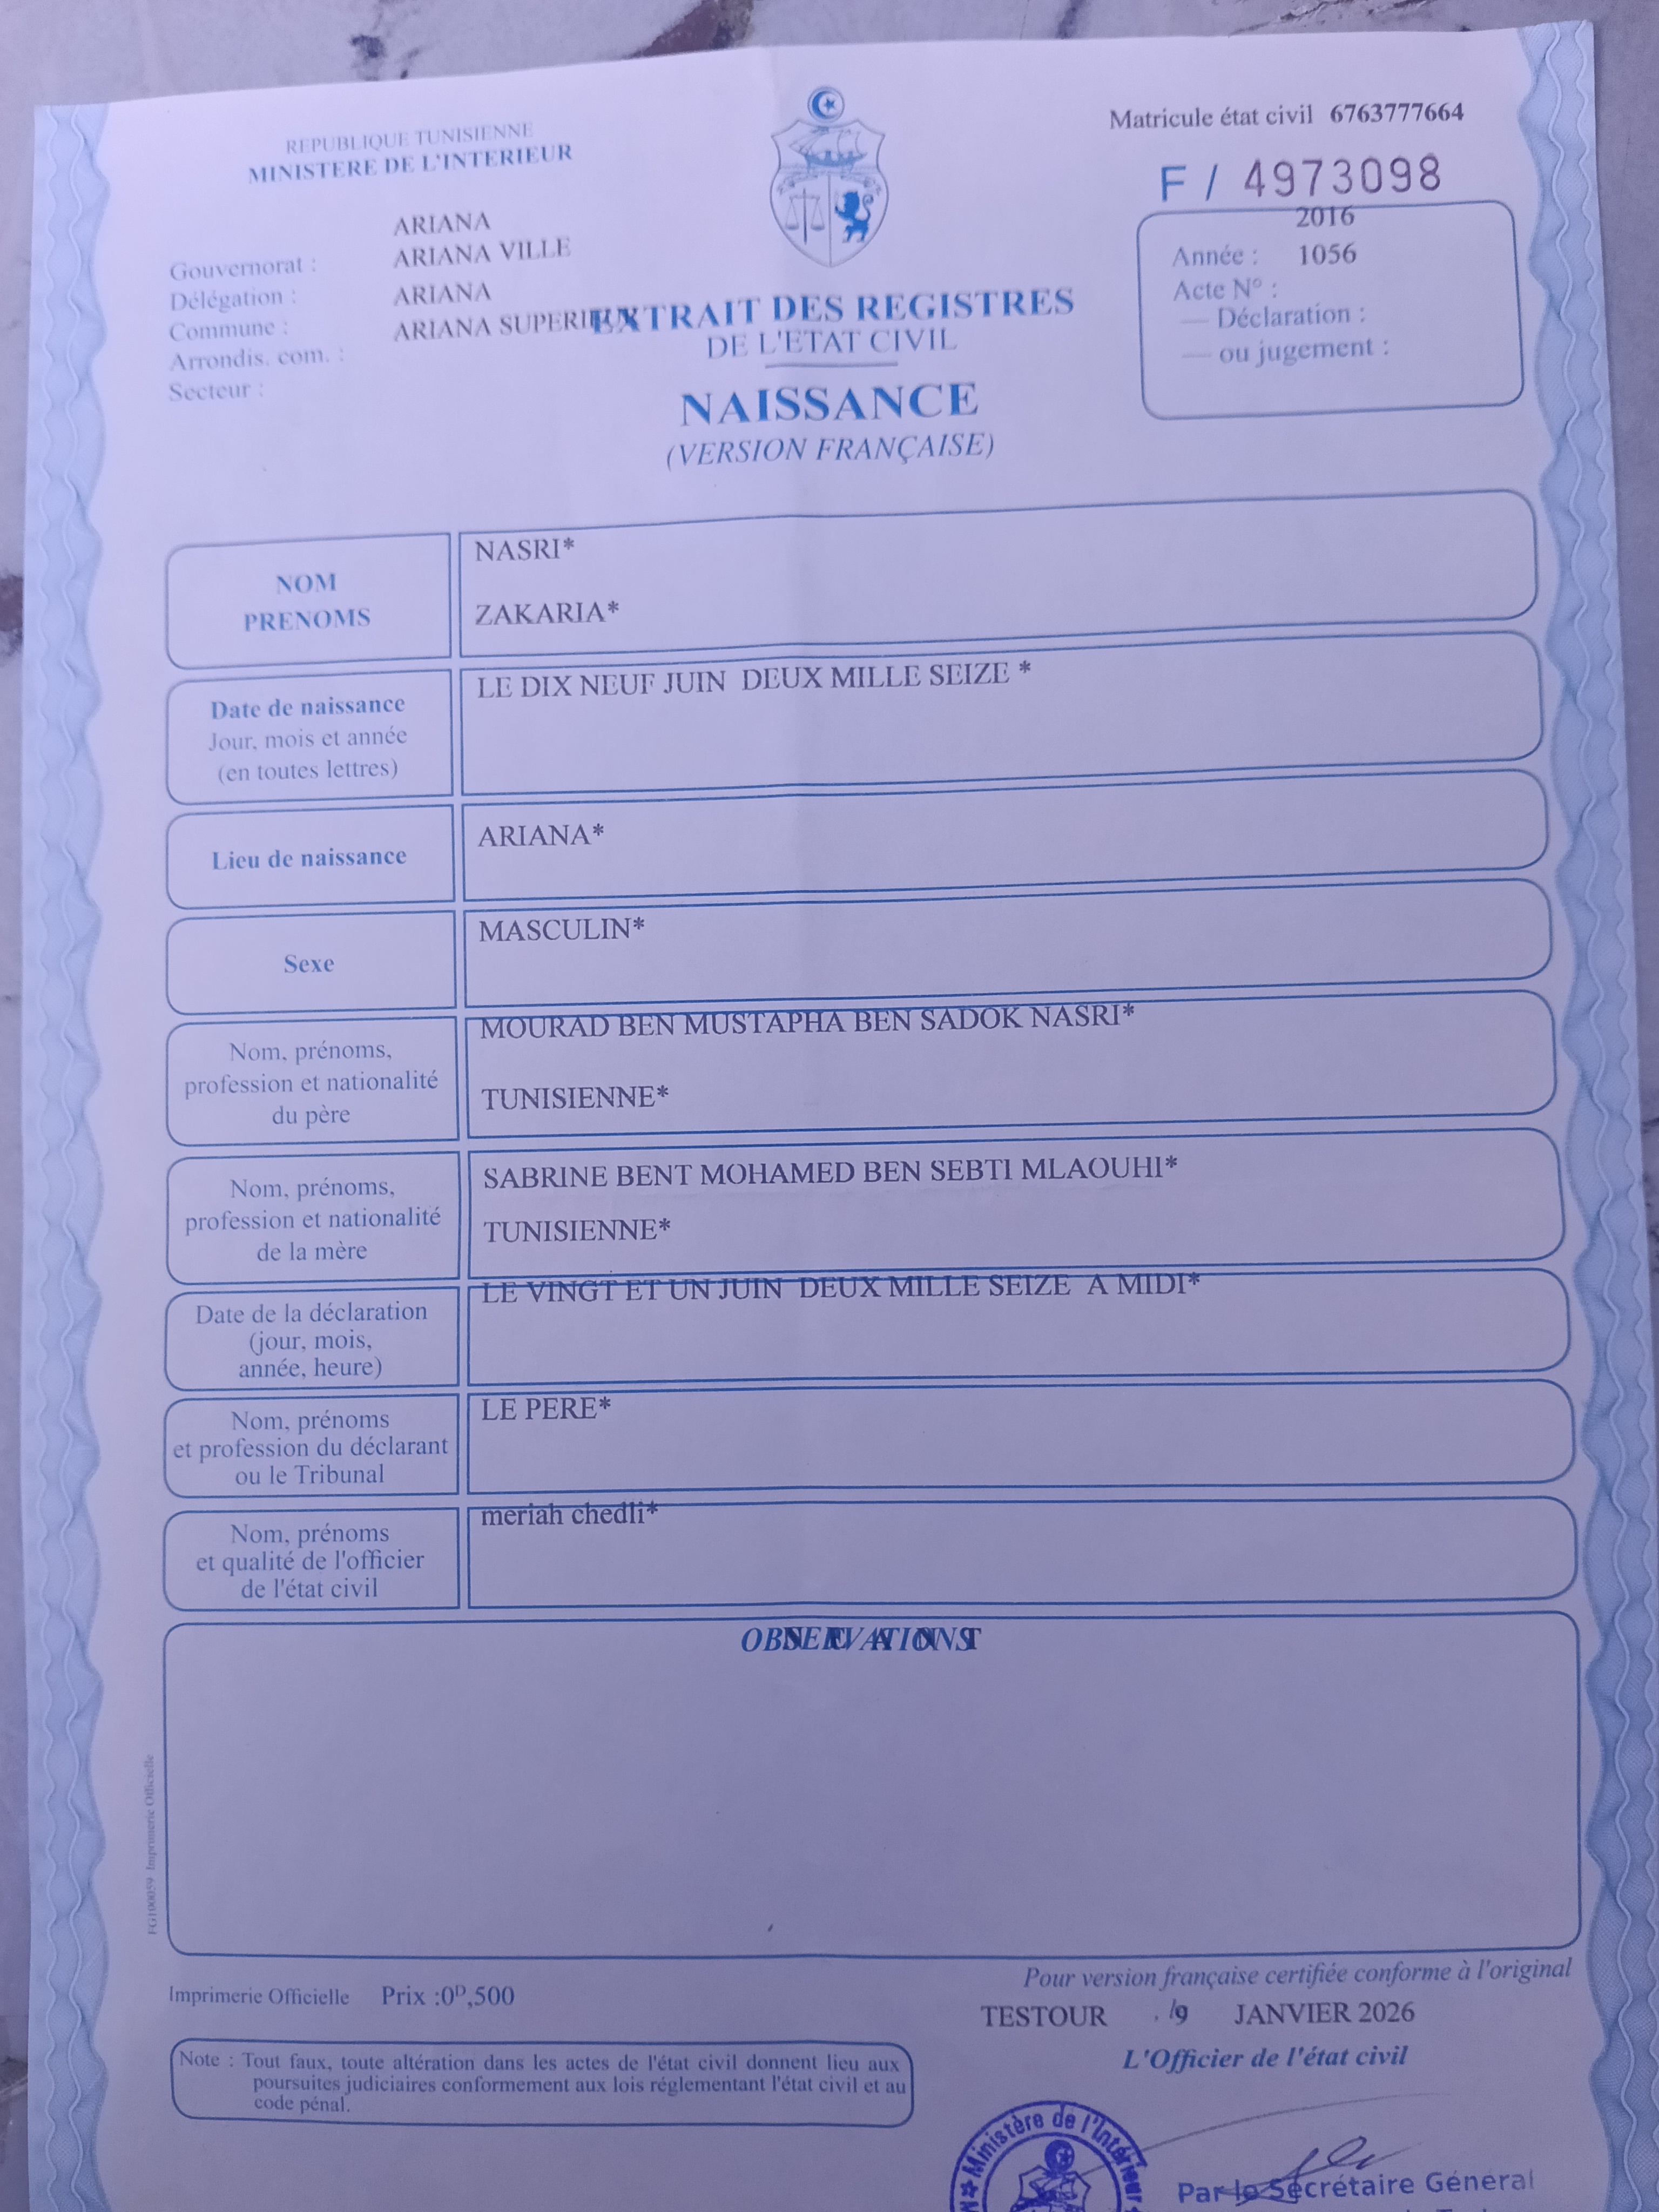 REPUBLIQUE TUNISIENNE
MINISTERE DE L'INTERIEUR
Matricule état civil 6763777664
F / 4973098
ARIANA
Gouvernorat :
ARIANA VILLE
Délégation :
ARIANA
Commune :
ARIANA SUPERIEUR
Arrondis. com. :
Secteur :
2016
Année : 1056
Acte N° :
— Déclaration :
— ou jugement :
EXTRAIT DES REGISTRES
DE L'ETAT CIVIL
NAISSANCE
(VERSION FRANÇAISE)
NOM
PRENOMS
NASRI*
ZAKARIA*
Date de naissance
Jour, mois et année
(en toutes lettres)
LE DIX NEUF JUIN DEUX MILLE SEIZE *
Lieu de naissance
ARIANA*
Sexe
MASCULIN*
Nom, prénoms,
profession et nationalité
du père
MOURAD BEN MUSTAPHA BEN SADOK NASRI*
TUNISIENNE*
Nom, prénoms,
profession et nationalité
de la mère
SABRINE BENT MOHAMED BEN SEBTI MLAOUHI*
TUNISIENNE*
Date de la déclaration
(jour, mois,
année, heure)
LE VINGT ET UN JUIN DEUX MILLE SEIZE A MIDI*
Nom, prénoms
et profession du déclarant
ou le Tribunal
LE PERE*
Nom, prénoms
et qualité de l'officier
de l'état civil
meriah chedli*
OBSERVATIONS
N E A N T
FG100059 Imprimerie Officielle
Imprimerie Officielle Prix :0D,500
Pour version française certifiée conforme à l'original
TESTOUR JANVIER 2026
L'Officier de l'état civil
Note : Tout faux, toute altération dans les actes de l'état civil donnent lieu aux
poursuites judiciaires conformement aux lois réglementant l'état civil et au
code pénal.
Ministère de l'Intérieur
Par le Secrétaire Général